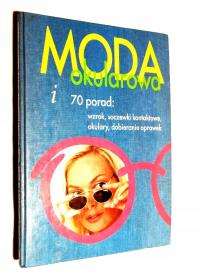 MODA
okularowa
i 70 porad:
wzrok, soczewki kontaktowe,
okulary, dobieranie oprawek